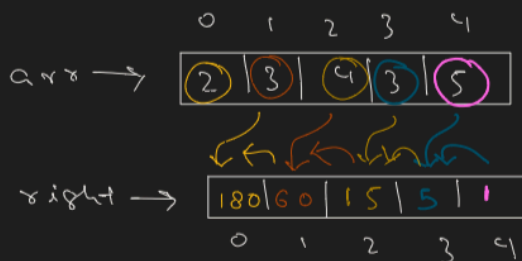 0 1 2 3 4
arr → 2 | 3 | 4 | 3 | 5
right → 180 | 60 | 15 | 5 | 1
0 1 2 3 4